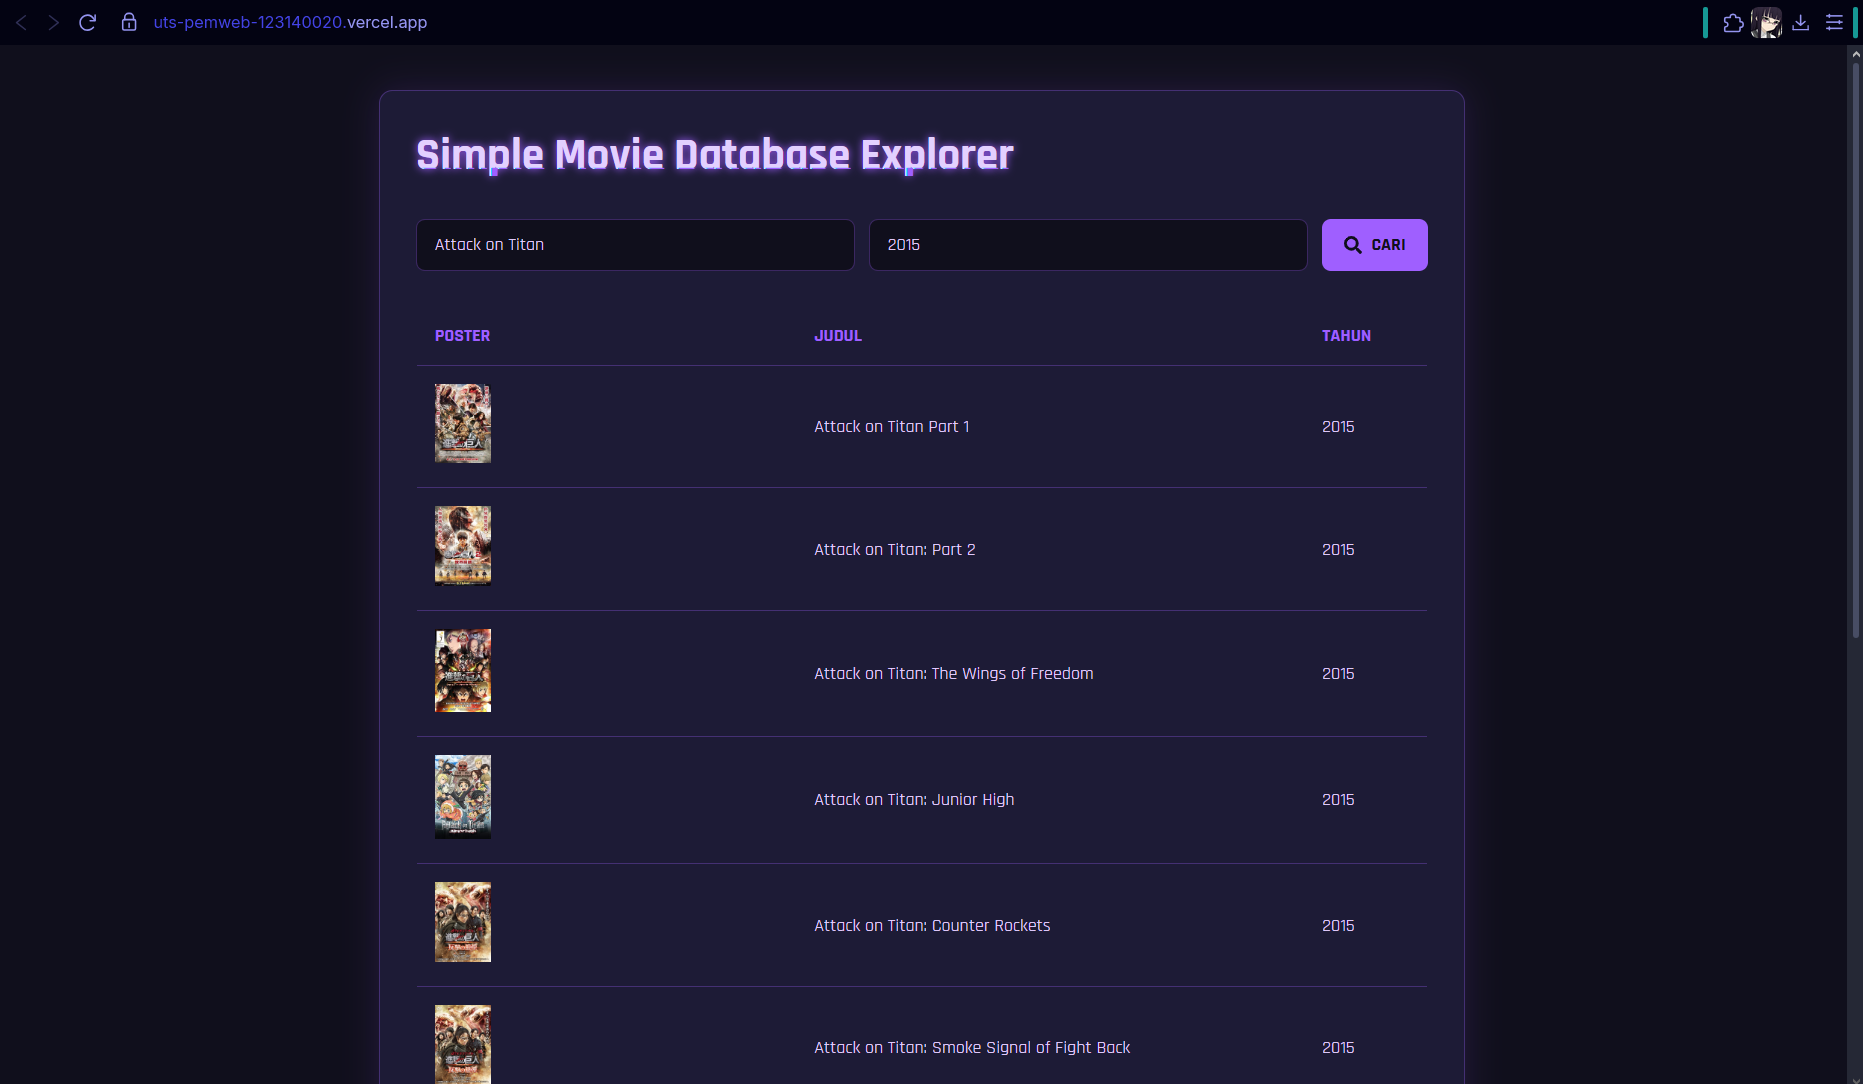 uts-pemweb-123140020.vercel.app
Simple Movie Database Explorer
Attack on Titan
2015
CARI
POSTER JUDUL TAHUN
Attack on Titan Part 1 2015
Attack on Titan: Part 2 2015
Attack on Titan: The Wings of Freedom 2015
Attack on Titan: Junior High 2015
Attack on Titan: Counter Rockets 2015
Attack on Titan: Smoke Signal of Fight Back 2015